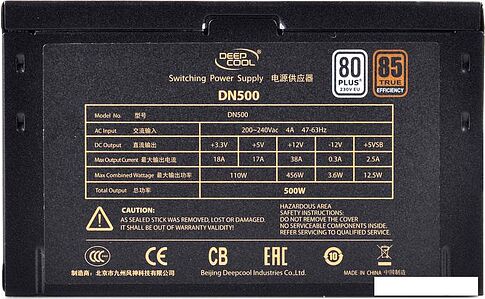 DEEP
COOL
Switching Power Supply 电源供应器
DN500
80
PLUS
230V EU
85
TRUE
EFFICIENCY
Model No. 型号 DN500
AC Input 交流输入 200~240Vac 4A 47-63Hz
DC Output 直流输出 +3.3V +5V +12V -12V +5VSB
Max Output Current 最大输出电流 18A 17A 38A 0.3A 2.5A
Max Combined Wattage 最大输出功率 110W 456W 3.6W 12.5W
Total Output 总功率 500W
CAUTION:
AS SEALED STICK WAS REMOVED, LOST OR DAMAGED.
IT SHALL BE OUT OF WARRANTY COVERAGE.
HAZARDOUS AREA
SAFETY INSTRUCTIONS:
DO NOT REMOVE THE COVER
NO SERVICEABLE COMPONENTS INSIDE.
REFER SERVICING TO QUALIFIED SERVICE.
CCC CE CB EAC 10
制造商：北京市九州风神科技有限公司 Beijing Deepcool Industries Co., Ltd. MADE IN CHINA 中国制造